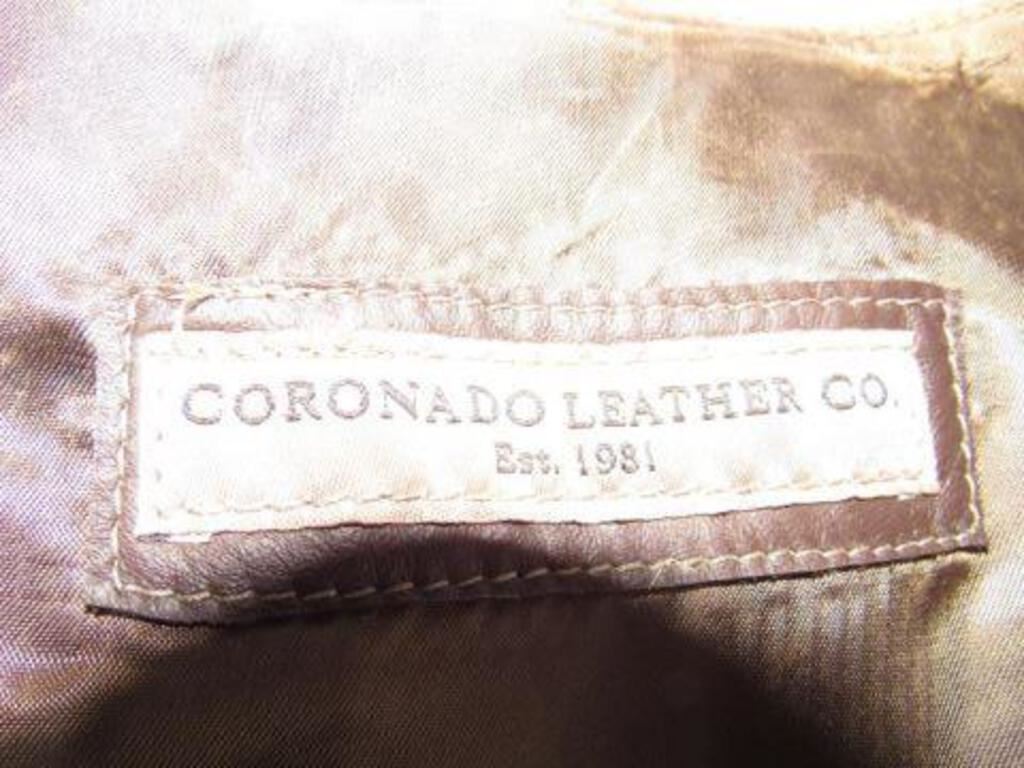 CORONADO LEATHER CO.
Est. 1981